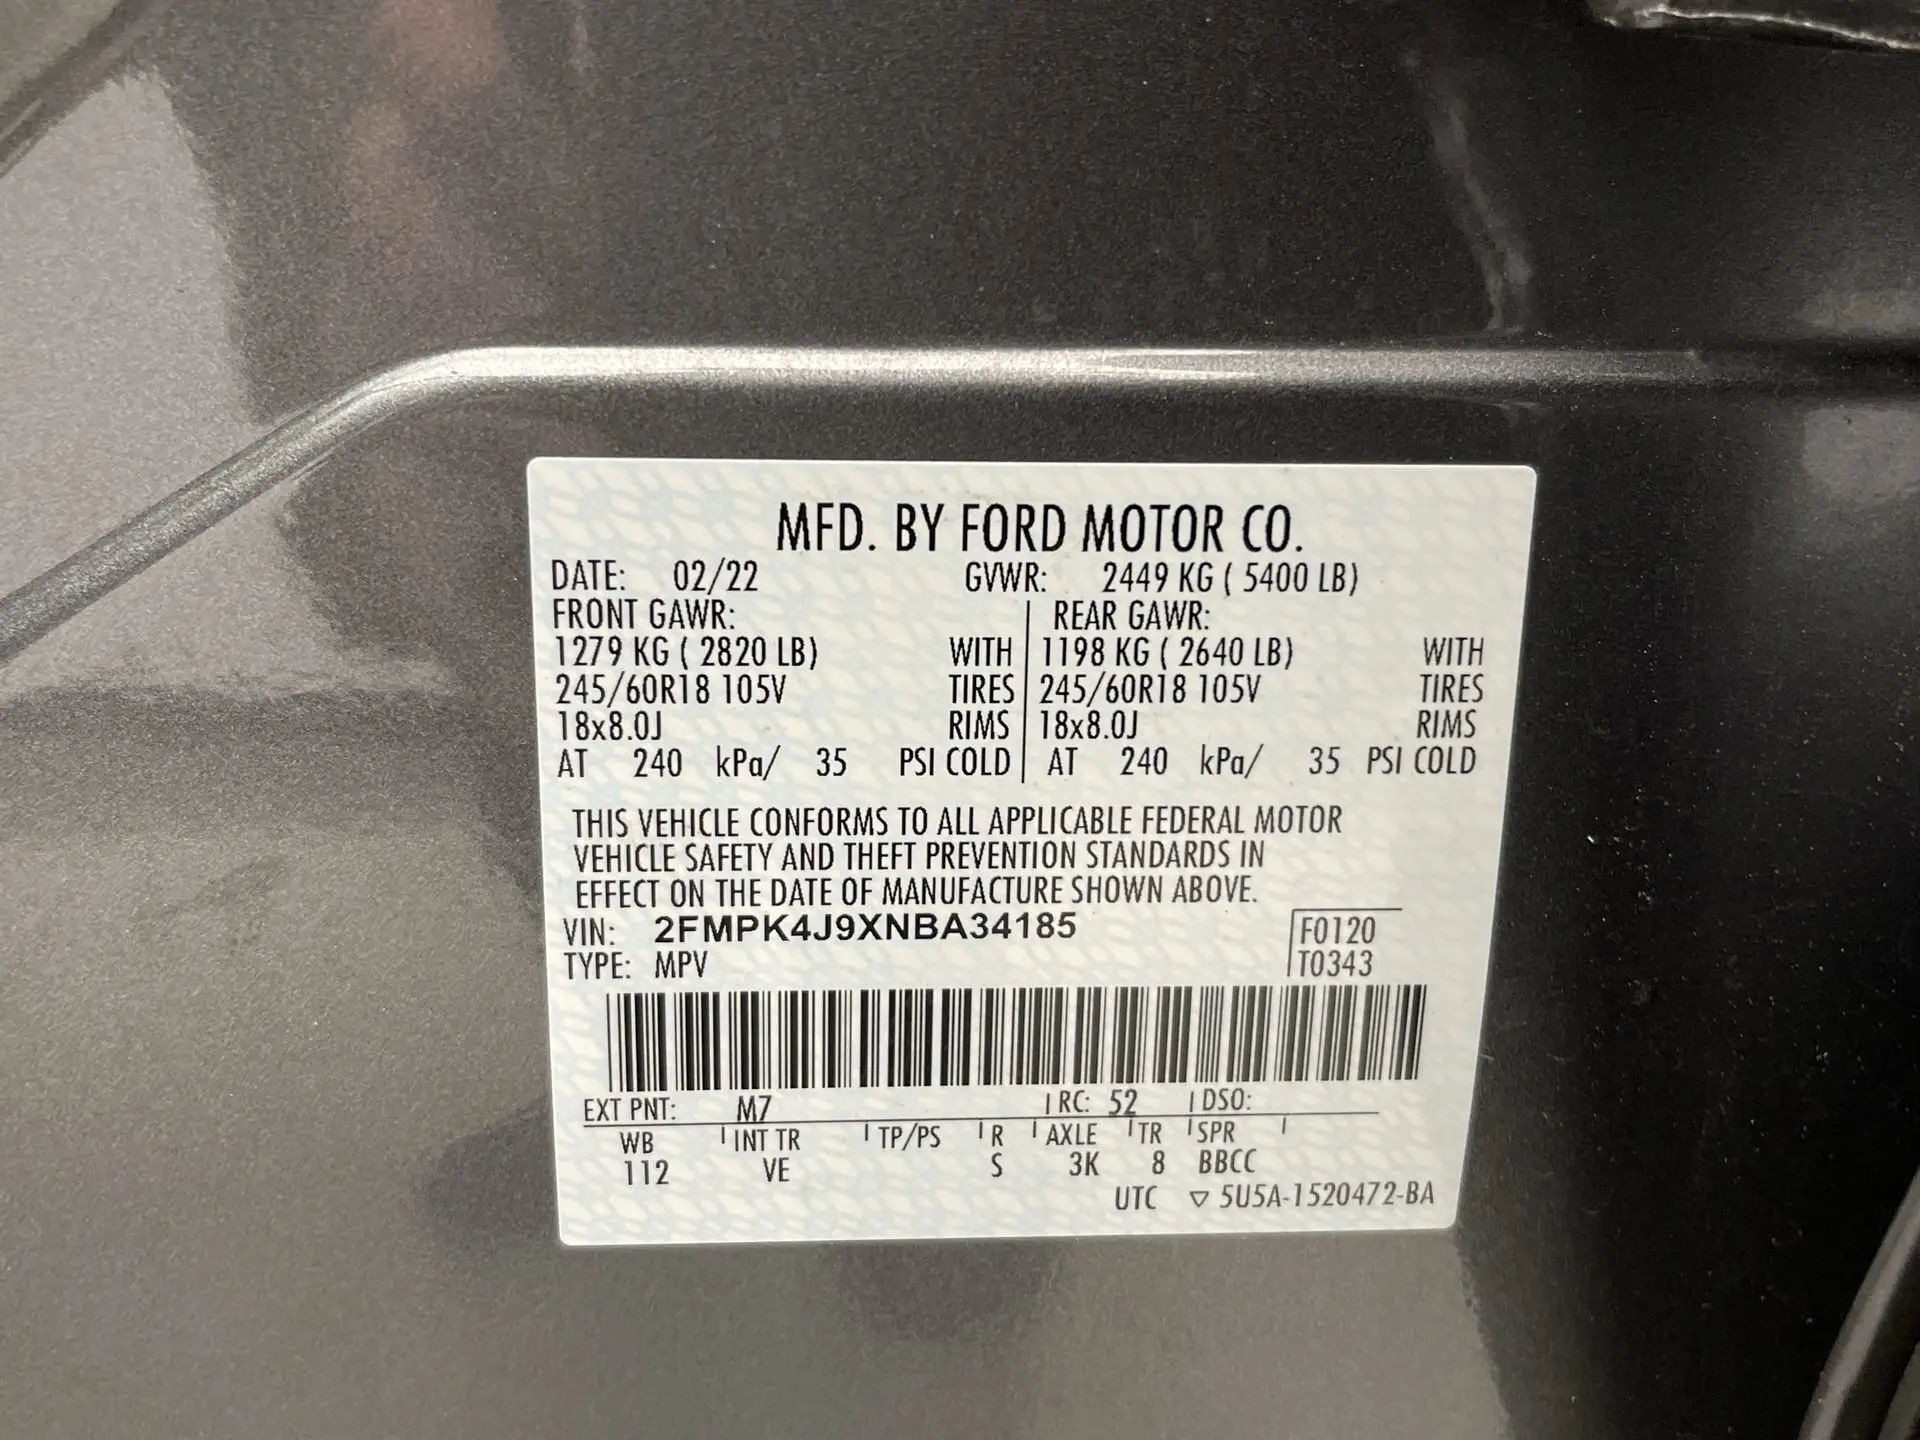 MFD. BY FORD MOTOR CO.
DATE: 02/22 GVWR: 2449 KG ( 5400 LB)
FRONT GAWR: REAR GAWR:
1279 KG ( 2820 LB) WITH 1198 KG ( 2640 LB) WITH
245/60R18 105V TIRES 245/60R18 105V TIRES
18x8.0J RIMS 18x8.0J RIMS
AT 240 kPa/ 35 PSI COLD AT 240 kPa/ 35 PSI COLD
THIS VEHICLE CONFORMS TO ALL APPLICABLE FEDERAL MOTOR
VEHICLE SAFETY AND THEFT PREVENTION STANDARDS IN
EFFECT ON THE DATE OF MANUFACTURE SHOWN ABOVE.
VIN: 2FMPK4J9XNBA34185 F0120
TYPE: MPV T0343
EXT PNT: M7 RC: 52 DSO:
WB INT TR TP/PS R AXLE TR SPR
112 VE S 3K 8 BBCC
UTC ▽ 5U5A-1520472-BA